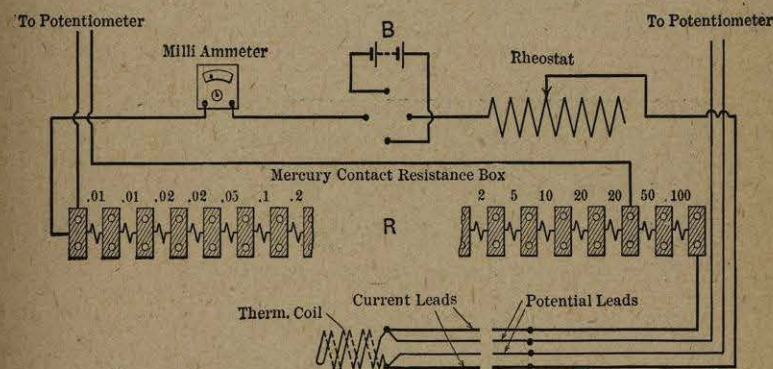 To Potentiometer
To Potentiometer
B
Milli Ammeter
Rheostat
Mercury Contact Resistance Box
.01 .01 .02 .02 .05 .1 .2
2 5 10 20 20 50 .100
R
Therm. Coil
Current Leads
Potential Leads